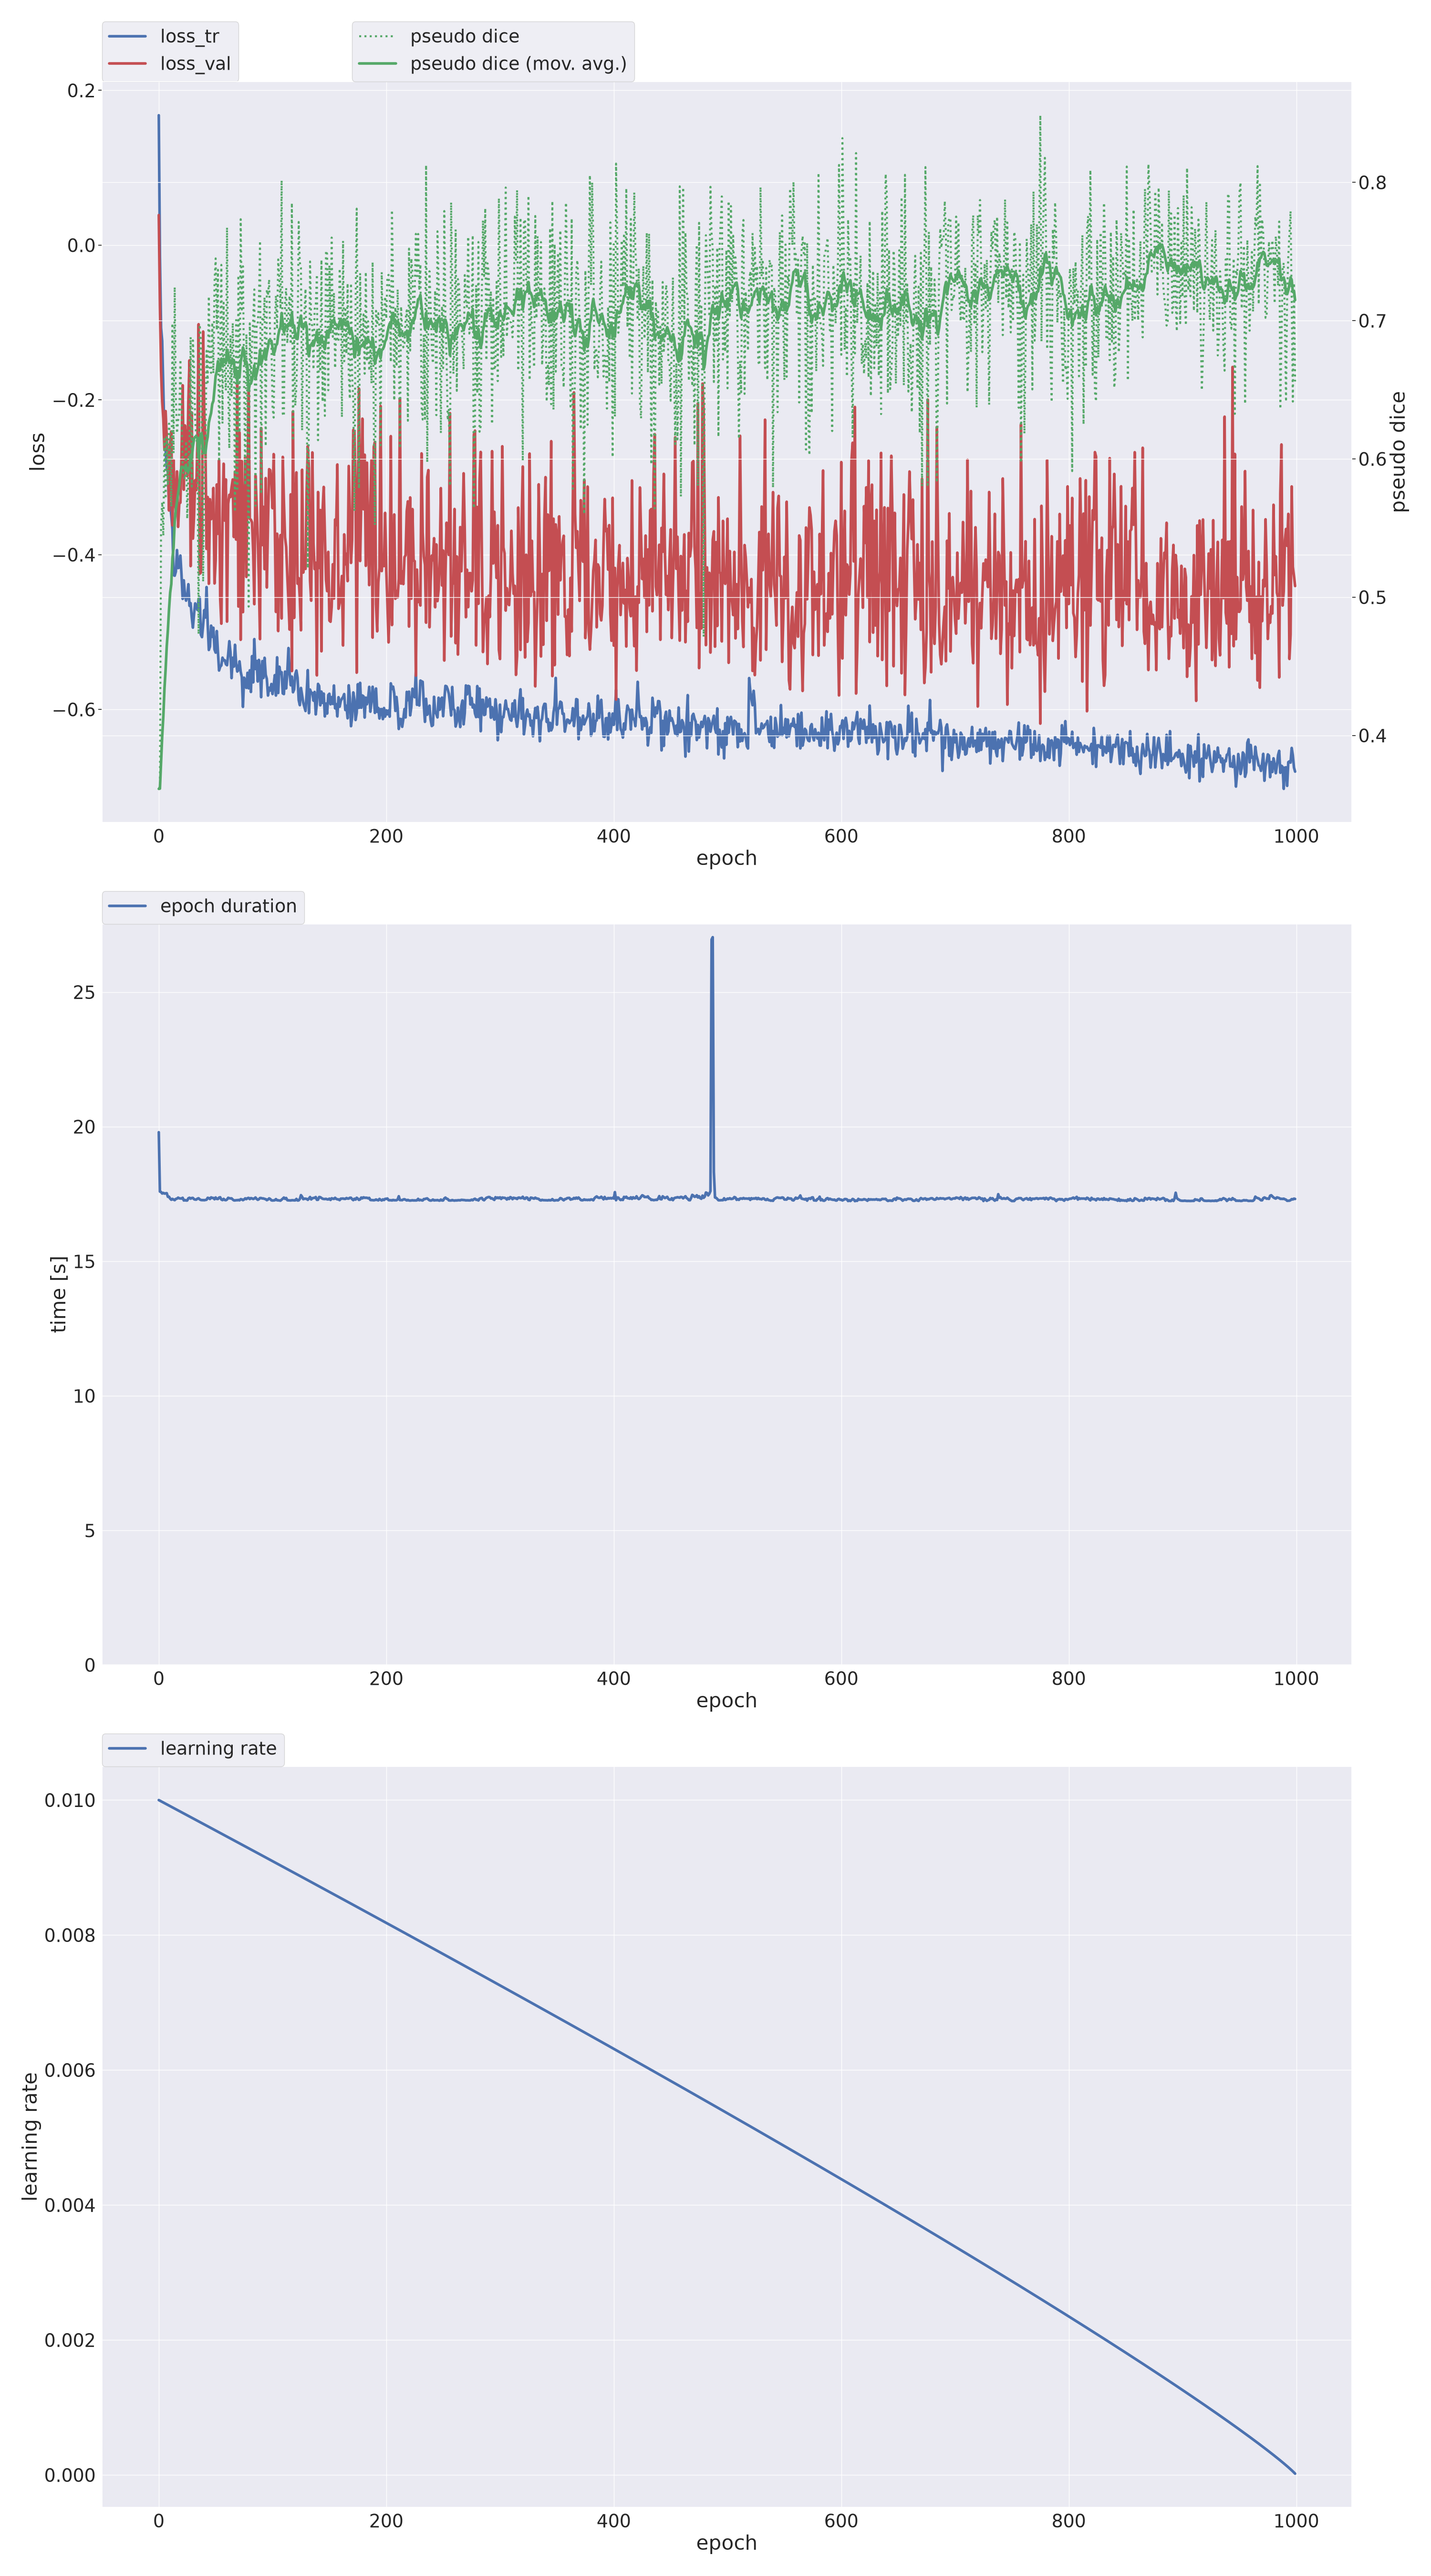 loss_tr
loss_val
pseudo dice
pseudo dice (mov. avg.)
0.2
0.0
−0.2
−0.4
−0.6
loss
0.8
0.7
0.6
0.5
0.4
pseudo dice
0 200 400 600 800 1000
epoch
epoch duration
25
20
15
10
5
0
time [s]
0 200 400 600 800 1000
epoch
learning rate
0.010
0.008
0.006
0.004
0.002
0.000
learning rate
0 200 400 600 800 1000
epoch